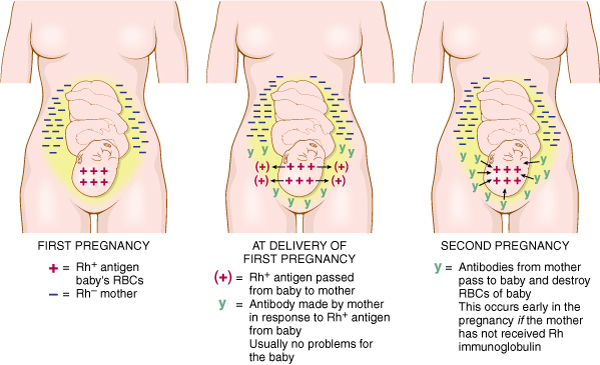 FIRST PREGNANCY
+ = Rh+ antigen
baby's RBCs
– = Rh– mother
y y y y y y y y
(+) + + + (+)
(+) + + + (+)
AT DELIVERY OF
FIRST PREGNANCY
(+) = Rh+ antigen passed
from baby to mother
y = Antibody made by mother
in response to Rh+ antigen
from baby
Usually no problems for
the baby
SECOND PREGNANCY
y = Antibodies from mother
pass to baby and destroy
RBCs of baby
This occurs early in the
pregnancy if the mother
has not received Rh
immunoglobulin